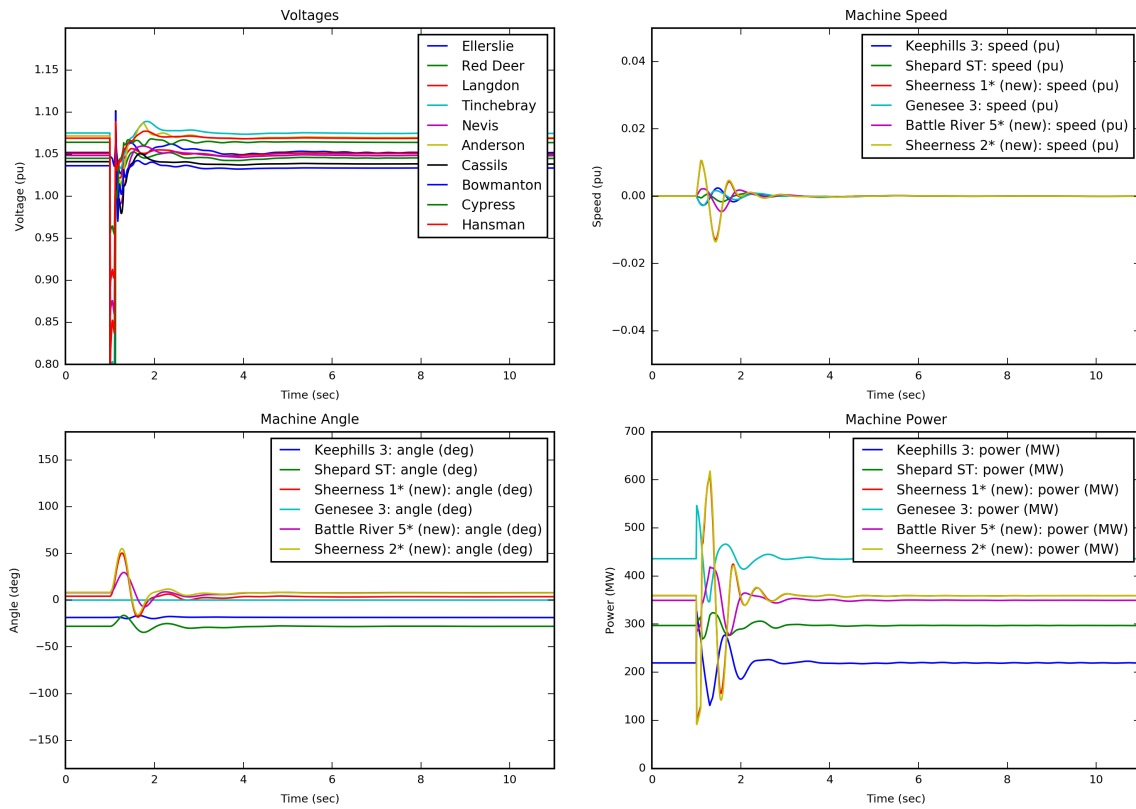 Voltages
Voltage (pu)
1.15
1.10
1.05
1.00
0.95
0.90
0.85
0.80
0 2 4 6 8 10
Time (sec)
Ellerslie
Red Deer
Langdon
Tinchebray
Nevis
Anderson
Cassils
Bowmanton
Cypress
Hansman
Machine Speed
Speed (pu)
0.04
0.02
0.00
−0.02
−0.04
0 2 4 6 8 10
Time (sec)
Keephills 3: speed (pu)
Shepard ST: speed (pu)
Sheerness 1* (new): speed (pu)
Genesee 3: speed (pu)
Battle River 5* (new): speed (pu)
Sheerness 2* (new): speed (pu)
Machine Angle
Angle (deg)
150
100
50
0
−50
−100
−150
0 2 4 6 8 10
Time (sec)
Keephills 3: angle (deg)
Shepard ST: angle (deg)
Sheerness 1* (new): angle (deg)
Genesee 3: angle (deg)
Battle River 5* (new): angle (deg)
Sheerness 2* (new): angle (deg)
Machine Power
Power (MW)
700
600
500
400
300
200
100
0
0 2 4 6 8 10
Time (sec)
Keephills 3: power (MW)
Shepard ST: power (MW)
Sheerness 1* (new): power (MW)
Genesee 3: power (MW)
Battle River 5* (new): power (MW)
Sheerness 2* (new): power (MW)